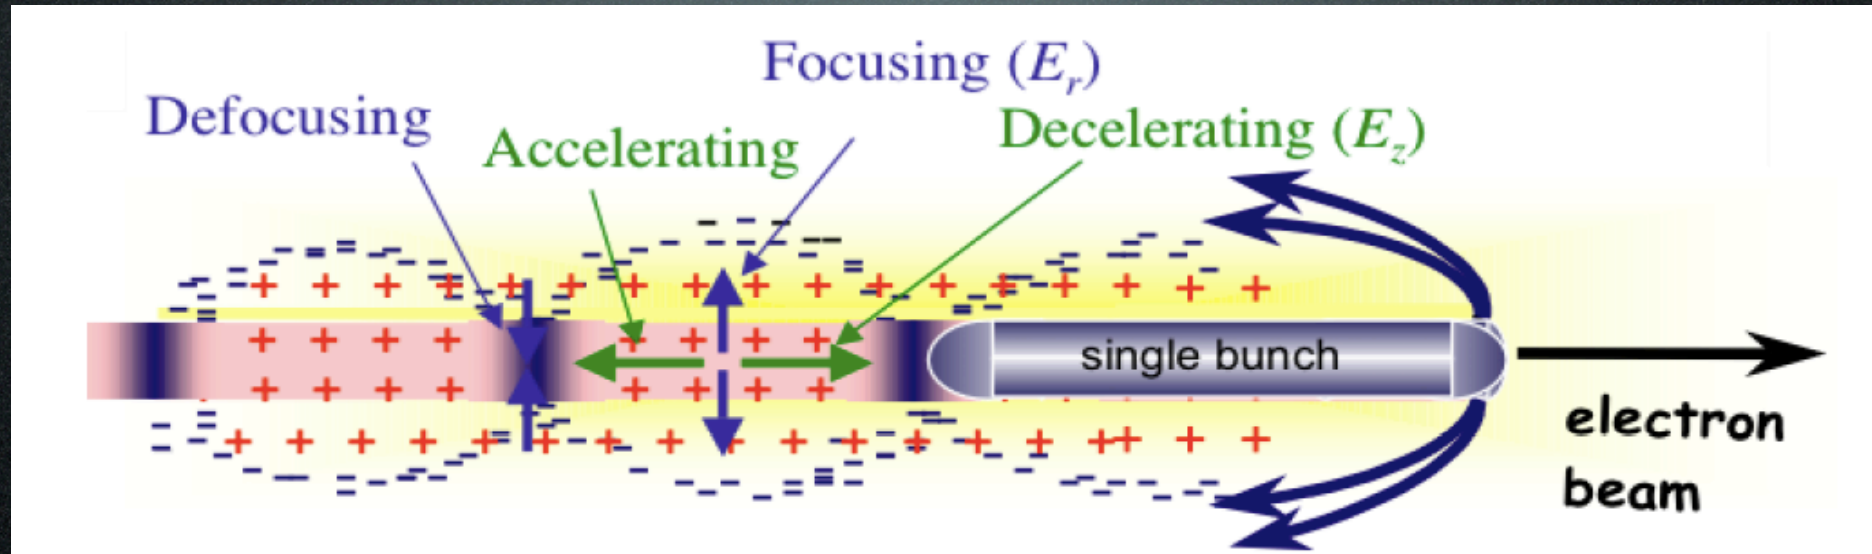 Focusing (E_r)
Defocusing
Accelerating
Decelerating (E_z)
single bunch
electron
beam